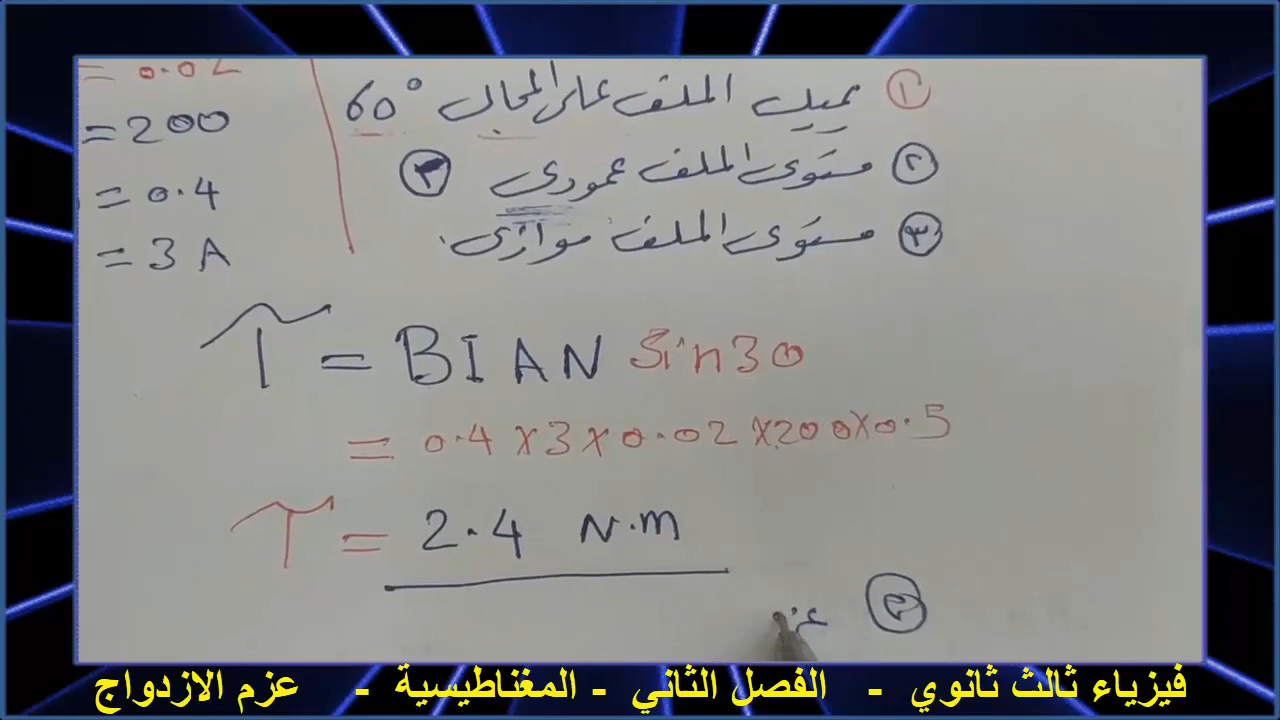 = 0.02
= 200
= 0.4
= 3 A
① يميل الملف على المجال 60°
② مستوى الملف عمودي ③
③ مستوى الملف موازي.
τ = BIAN Sin30
= 0.4 × 3 × 0.02 × 200 × 0.5
τ = 2.4 N.m
② عز
فيزياء ثالث ثانوي - الفصل الثاني - المغناطيسية - عزم الازدواج